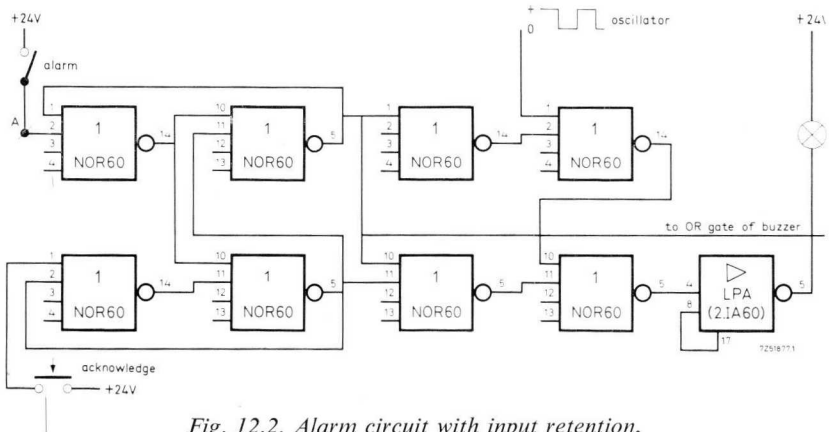 +24V
+
0
oscillator
+24V
alarm
A
1
2
3
4
1
NOR60
14
10
11
12
13
1
NOR60
5
1
2
3
4
1
NOR60
14
1
2
3
4
1
NOR60
14
to OR gate of buzzer
1
2
3
4
1
NOR60
14
10
11
12
13
1
NOR60
5
10
11
12
13
1
NOR60
5
10
11
12
13
1
NOR60
5
4
8
17
LPA
(2.IA60)
5
7Z51877.1
acknowledge
+24V
Fig. 12.2. Alarm circuit with input retention.